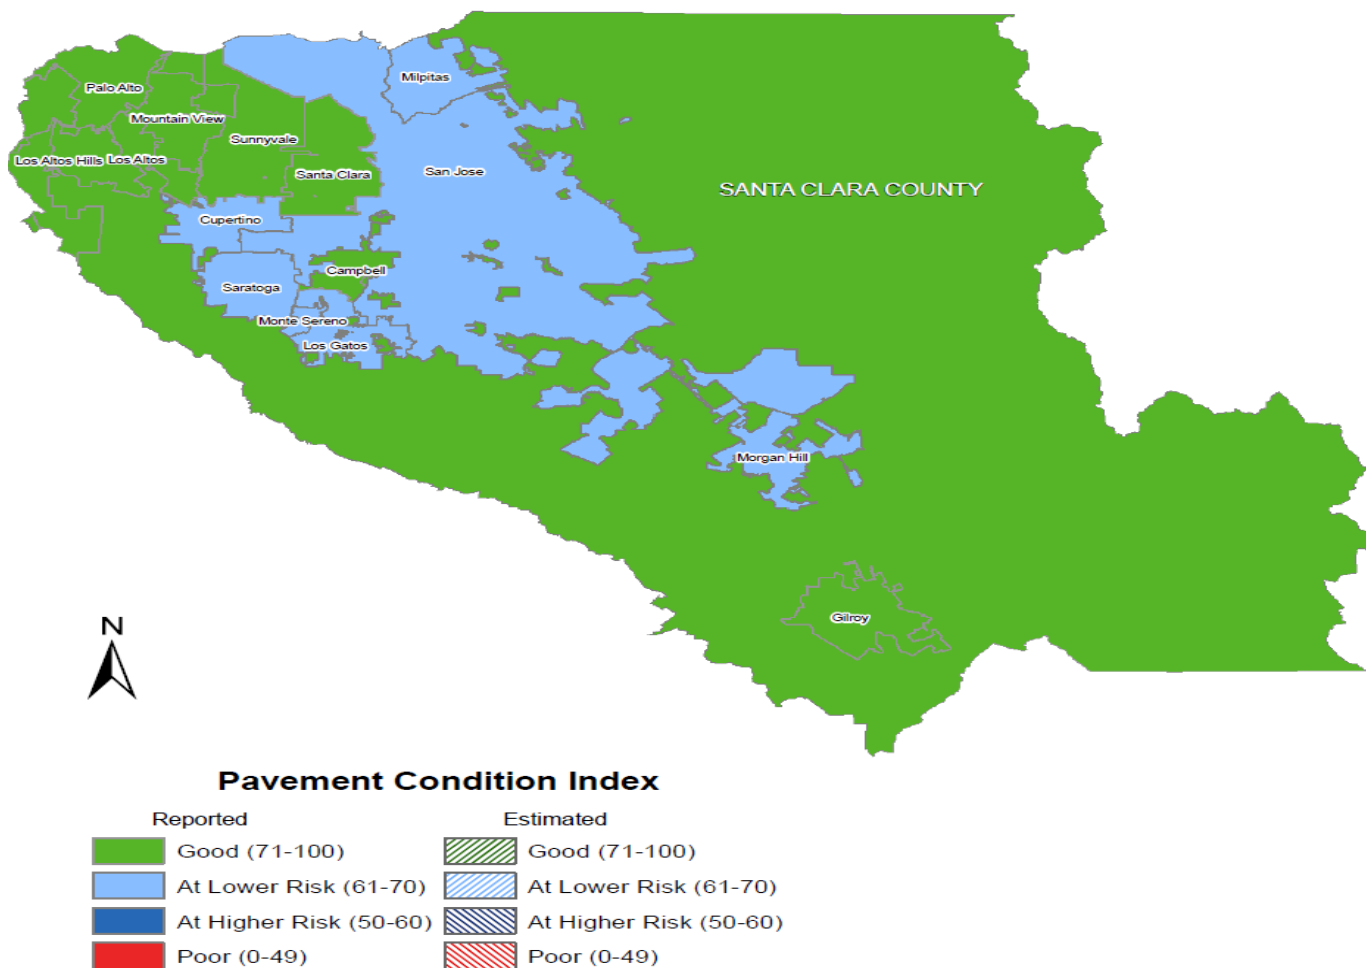 Milpitas
Palo Alto
Mountain View
Sunnyvale
Los Altos Hills
Los Altos
Santa Clara
San Jose
SANTA CLARA COUNTY
Cupertino
Campbell
Saratoga
Monte Sereno
Los Gatos
Morgan Hill
Gilroy
N
Pavement Condition Index
Reported Estimated
Good (71-100) Good (71-100)
At Lower Risk (61-70) At Lower Risk (61-70)
At Higher Risk (50-60) At Higher Risk (50-60)
Poor (0-49) Poor (0-49)